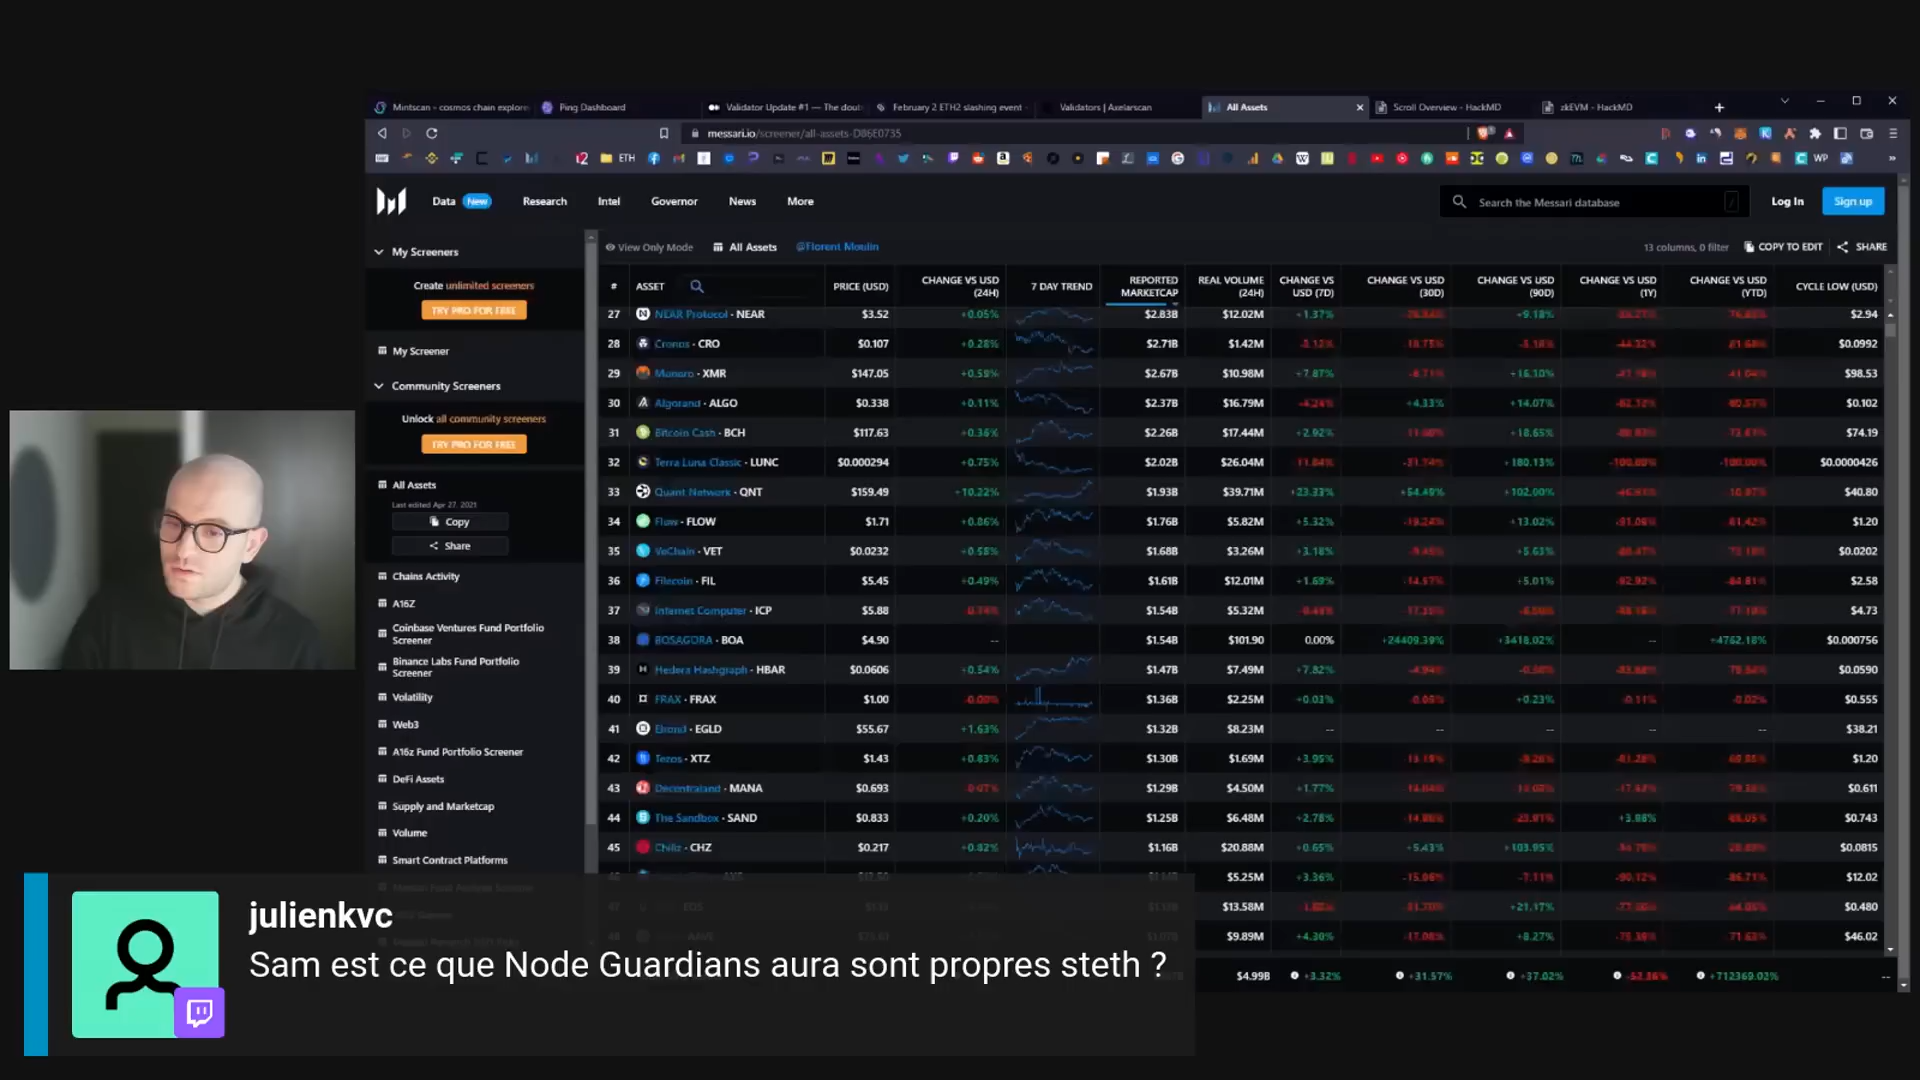 Mintscan - cosmos chain explore
Ping Dashboard
Validator Update #1 — The dou
February 2 ETH2 slashing event
Validators | Axelarscan
All Assets
Scroll Overview - HackMD
zkEVM - HackMD
messari.io/screener/all-assets-D86E0735
ETH
WP
Data New Research Intel Governor News More
Search the Messari database
Log In
Sign up
My Screeners
Create unlimited screeners
TRY PRO FOR FREE
My Screener
Community Screeners
Unlock all community screeners
TRY PRO FOR FREE
All Assets
Last edited Apr 27, 2021
Copy
Share
Chains Activity
A16Z
Coinbase Ventures Fund Portfolio
Screener
Binance Labs Fund Portfolio
Screener
Volatility
Web3
A16z Fund Portfolio Screener
DeFi Assets
Supply and Marketcap
Volume
Smart Contract Platforms
View Only Mode All Assets @Florent Moulin 13 columns, 0 filter COPY TO EDIT SHARE
# ASSET PRICE (USD) CHANGE VS USD (24H) 7 DAY TREND REPORTED MARKETCAP REAL VOLUME (24H) CHANGE VS USD (7D) CHANGE VS USD (30D) CHANGE VS USD (90D) CHANGE VS USD (1Y) CHANGE VS USD (YTD) CYCLE LOW (USD)
27 NEAR Protocol · NEAR $3.52 +0.05% $2.83B $12.02M +1.37% +9.18% $2.94
28 Cronos · CRO $0.107 +0.28% $2.71B $1.42M $0.0992
29 Monero · XMR $147.05 +0.59% $2.67B $10.98M +7.87% +16.10% $98.53
30 Algorand · ALGO $0.338 +0.11% $2.37B $16.79M +4.33% +14.07% $0.102
31 Bitcoin Cash · BCH $117.63 +0.36% $2.26B $17.44M +2.92% +18.65% $74.19
32 Terra Luna Classic · LUNC $0.000294 +0.75% $2.02B $26.04M +180.13% -100.00% -100.00% $0.0000426
33 Quant Network · QNT $159.49 +10.22% $1.93B $39.71M +23.33% +54.49% +102.00% $40.80
34 Flow · FLOW $1.71 +0.86% $1.76B $5.82M +5.32% +13.02% $1.20
35 VeChain · VET $0.0232 +0.58% $1.68B $3.26M +3.18% +5.63% $0.0202
36 Filecoin · FIL $5.45 +0.49% $1.61B $12.01M +1.69% +5.01% $2.58
37 Internet Computer · ICP $5.88 $1.54B $5.32M $4.73
38 BOSAGORA · BOA $4.90 -- $1.54B $101.90 0.00% +24409.39% +3418.02% -- +4762.18% $0.000756
39 Hedera Hashgraph · HBAR $0.0606 +0.54% $1.47B $7.49M +7.82% $0.0590
40 FRAX · FRAX $1.00 -0.00% $1.36B $2.25M +0.03% +0.23% $0.555
41 Elrond · EGLD $55.67 +1.63% $1.32B $8.23M -- -- -- -- -- $38.21
42 Tezos · XTZ $1.43 +0.83% $1.30B $1.69M +3.95% $1.20
43 Decentraland · MANA $0.693 $1.29B $4.50M +1.77% $0.611
44 The Sandbox · SAND $0.833 +0.20% $1.25B $6.48M +2.78% +3.98% $0.743
45 Chiliz · CHZ $0.217 +0.82% $1.16B $20.88M +0.65% +5.43% +103.95% $0.0815
$5.25M +3.36% -15.06% -7.11% -90.12% -86.71% $12.02
EOS $13.58M +21.17% $0.480
$9.89M +4.30% +8.27% $46.02
$4.99B +3.32% +31.57% +37.02% +712369.02% --
julienkvc
Sam est ce que Node Guardians aura sont propres steth ?